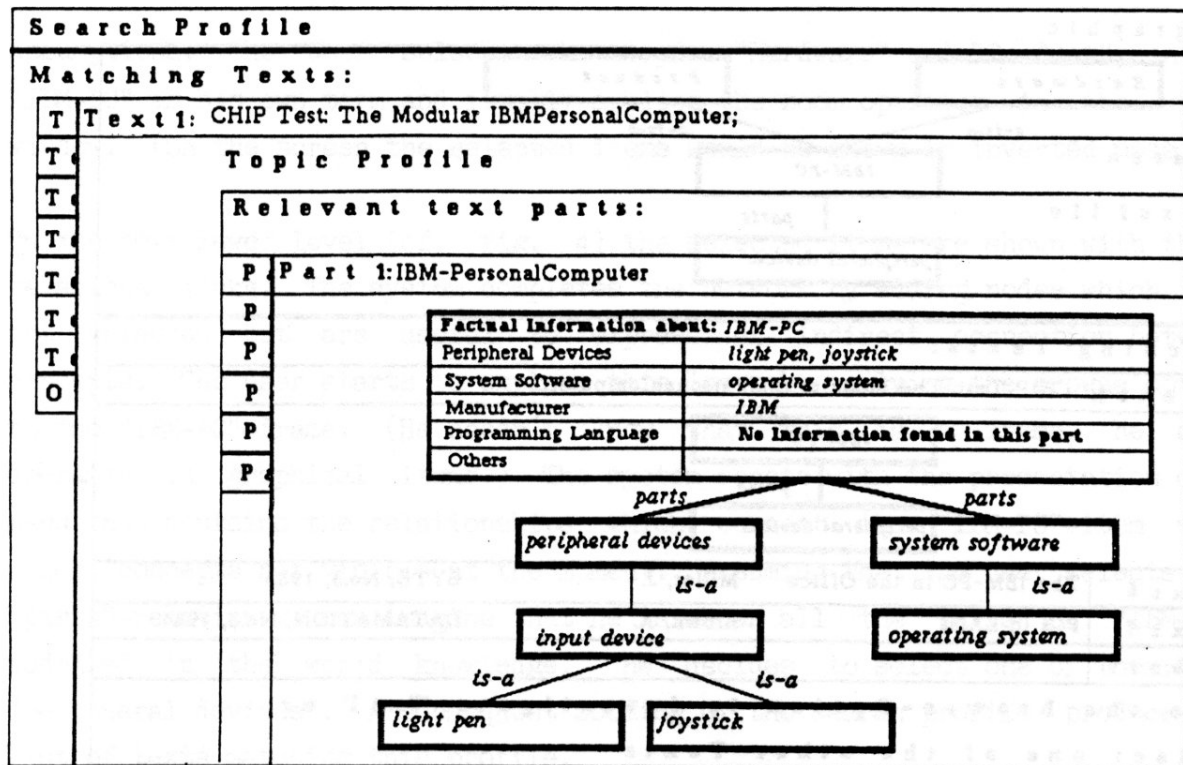 Search Profile
Matching Texts:
T Text1: CHIP Test: The Modular IBMPersonalComputer;
T
T Topic Profile
T Relevant text parts:
T P Part 1:IBM-PersonalComputer
T P
T P
O P
P
P
Factual Information about: IBM-PC
Peripheral Devices light pen, joystick
System Software operating system
Manufacturer IBM
Programming Language No Information found in this part
Others
parts parts
peripheral devices system software
is-a is-a
input device operating system
is-a is-a
light pen joystick